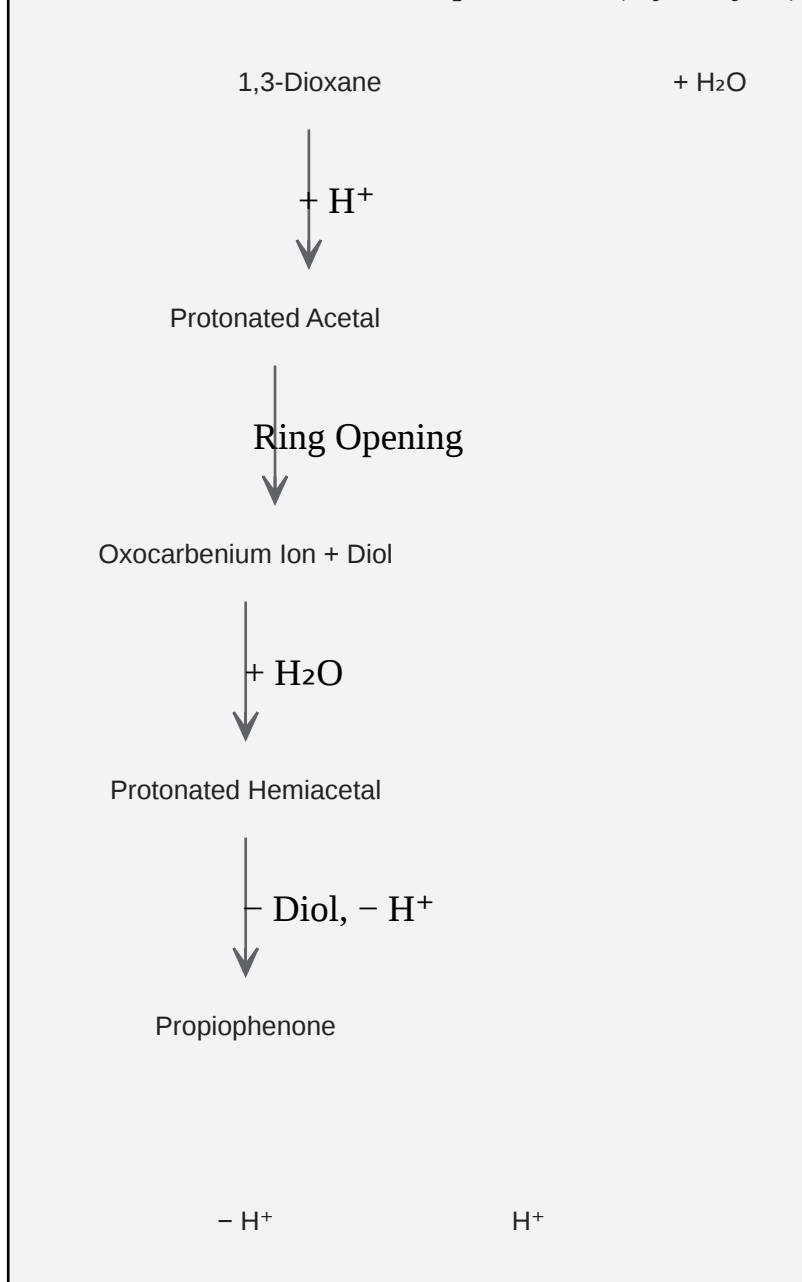 1,3-Dioxane + H₂O
+ H⁺
Protonated Acetal
Ring Opening
Oxocarbenium Ion + Diol
+ H₂O
Protonated Hemiacetal
− Diol, − H⁺
Propiophenone
− H⁺ H⁺